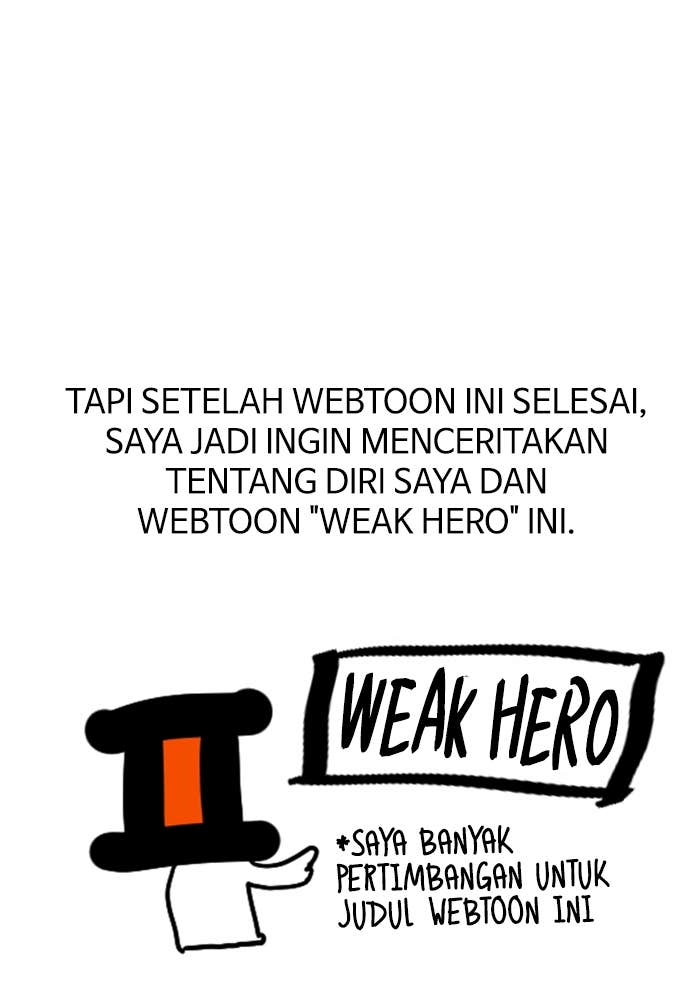 TAPI SETELAH WEBTOON INI SELESAI,
SAYA JADI INGIN MENCERITAKAN
TENTANG DIRI SAYA DAN
WEBTOON "WEAK HERO" INI.
WEAK HERO
*SAYA BANYAK
PERTIMBANGAN UNTUK
JUDUL WEBTOON INI